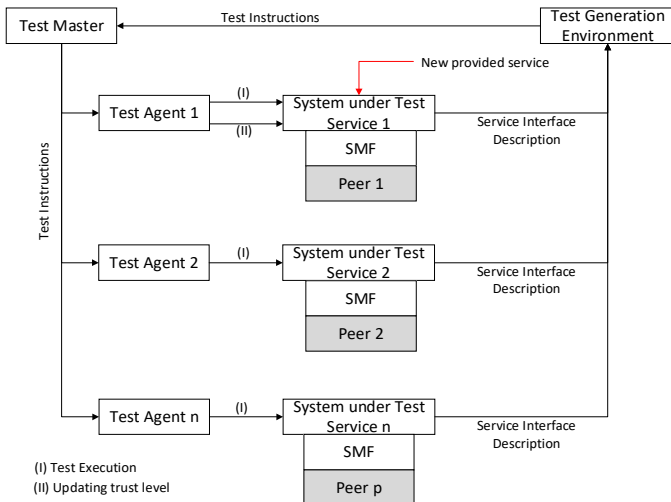 Test Master
Test Instructions
Test Generation
Environment
New provided service
Test Agent 1
(I)
(II)
System under Test
Service 1
SMF
Peer 1
Service Interface
Description
Test Instructions
Test Agent 2
(I)
System under Test
Service 2
SMF
Peer 2
Service Interface
Description
Test Agent n
(I)
System under Test
Service n
SMF
Peer p
Service Interface
Description
(I) Test Execution
(II) Updating trust level